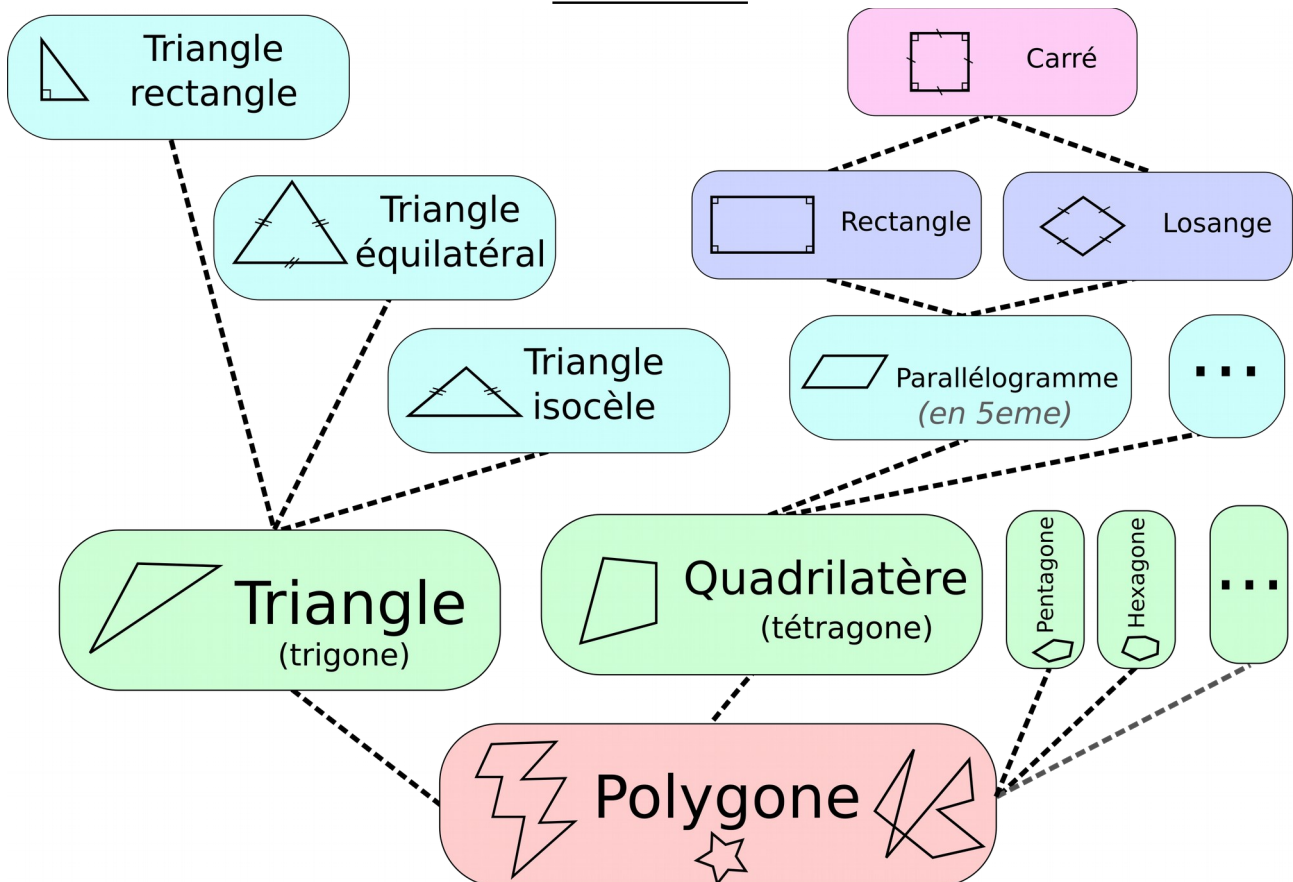 Triangle
rectangle
Carré
Triangle
équilatéral
Rectangle
Losange
Triangle
isocèle
Parallélogramme
(en 5eme)
...
Triangle
(trigone)
Quadrilatère
(tétragone)
Pentagone
Hexagone
...
Polygone